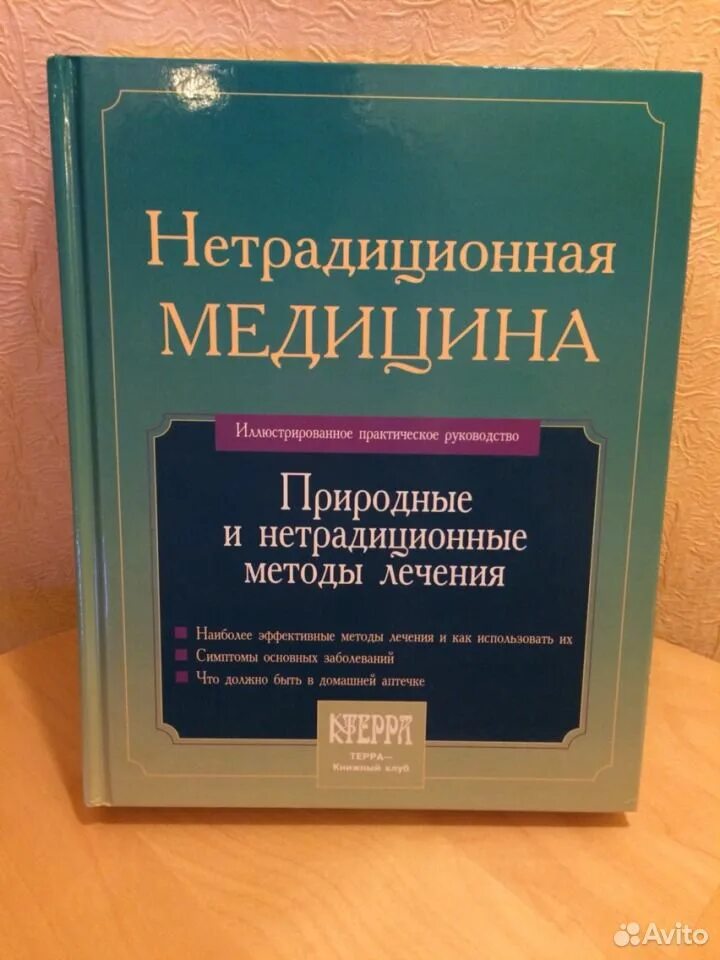 Нетрадиционная
МЕДИЦИНА
Иллюстрированное практическое руководство
Природные
и нетрадиционные
методы лечения
Наиболее эффективные методы лечения и как использовать их
Симптомы основных заболеваний
Что должно быть в домашней аптечке
КТЕРРА
ТЕРРА—
Книжный клуб
Avito